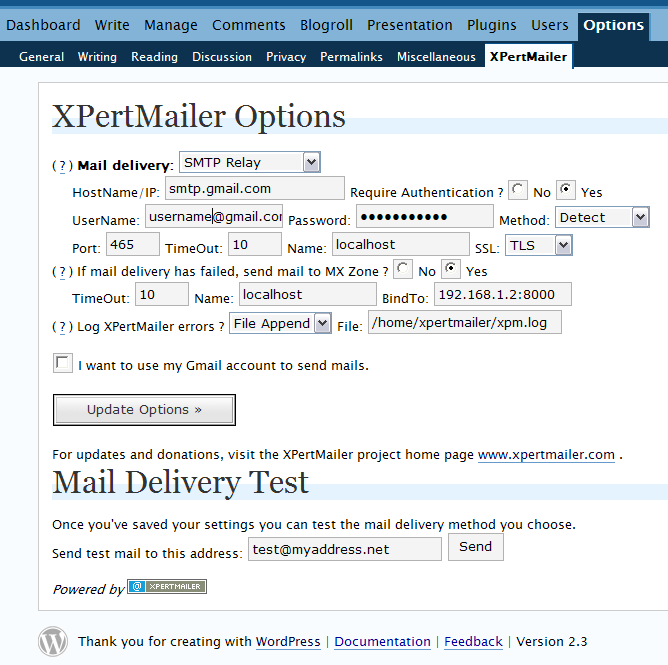 Dashboard Write Manage Comments Blogroll Presentation Plugins Users Options
General Writing Reading Discussion Privacy Permalinks Miscellaneous XPertMailer
XPertMailer Options
( ? ) Mail delivery: SMTP Relay
HostName/IP: smtp.gmail.com Require Authentication ? No Yes
UserName: username@gmail.com Password: ●●●●●●●●●●● Method: Detect
Port: 465 TimeOut: 10 Name: localhost SSL: TLS
( ? ) If mail delivery has failed, send mail to MX Zone ? No Yes
TimeOut: 10 Name: localhost BindTo: 192.168.1.2:8000
( ? ) Log XPertMailer errors ? File Append File: /home/xpertmailer/xpm.log
I want to use my Gmail account to send mails.
Update Options »
For updates and donations, visit the XPertMailer project home page www.xpertmailer.com .
Mail Delivery Test
Once you've saved your settings you can test the mail delivery method you choose.
Send test mail to this address: test@myaddress.net Send
Powered by @ XPERTMAILER
Thank you for creating with WordPress | Documentation | Feedback | Version 2.3